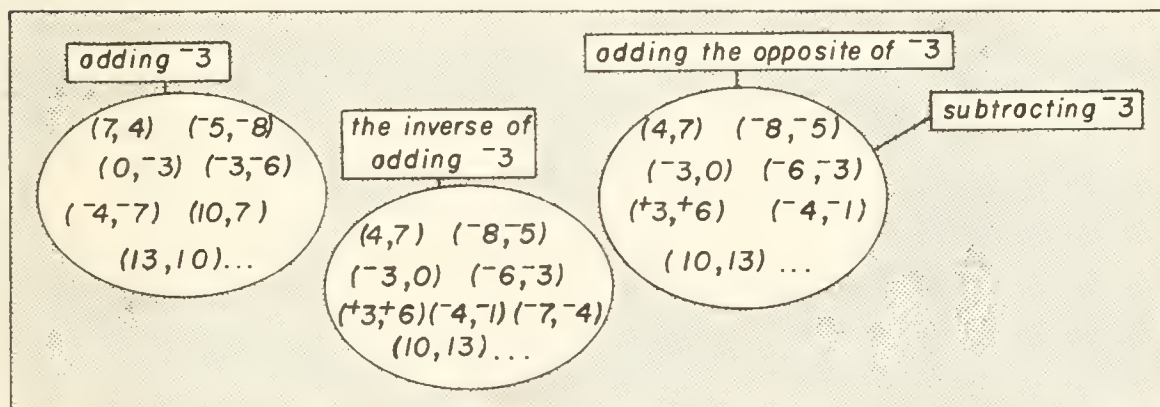 adding ⁻3
(7,4) (⁻5,⁻8)
(0,⁻3) (⁻3,⁻6)
(⁻4,⁻7) (10,7)
(13,10)...
the inverse of
adding ⁻3
(4,7) (⁻8,⁻5)
(⁻3,0) (⁻6,⁻3)
(⁺3,⁺6)(⁻4,⁻1)(⁻7,⁻4)
(10,13)...
adding the opposite of ⁻3
(4,7) (⁻8,⁻5)
(⁻3,0) (⁻6,⁻3)
(⁺3,⁺6) (⁻4,⁻1)
(10,13)...
subtracting ⁻3